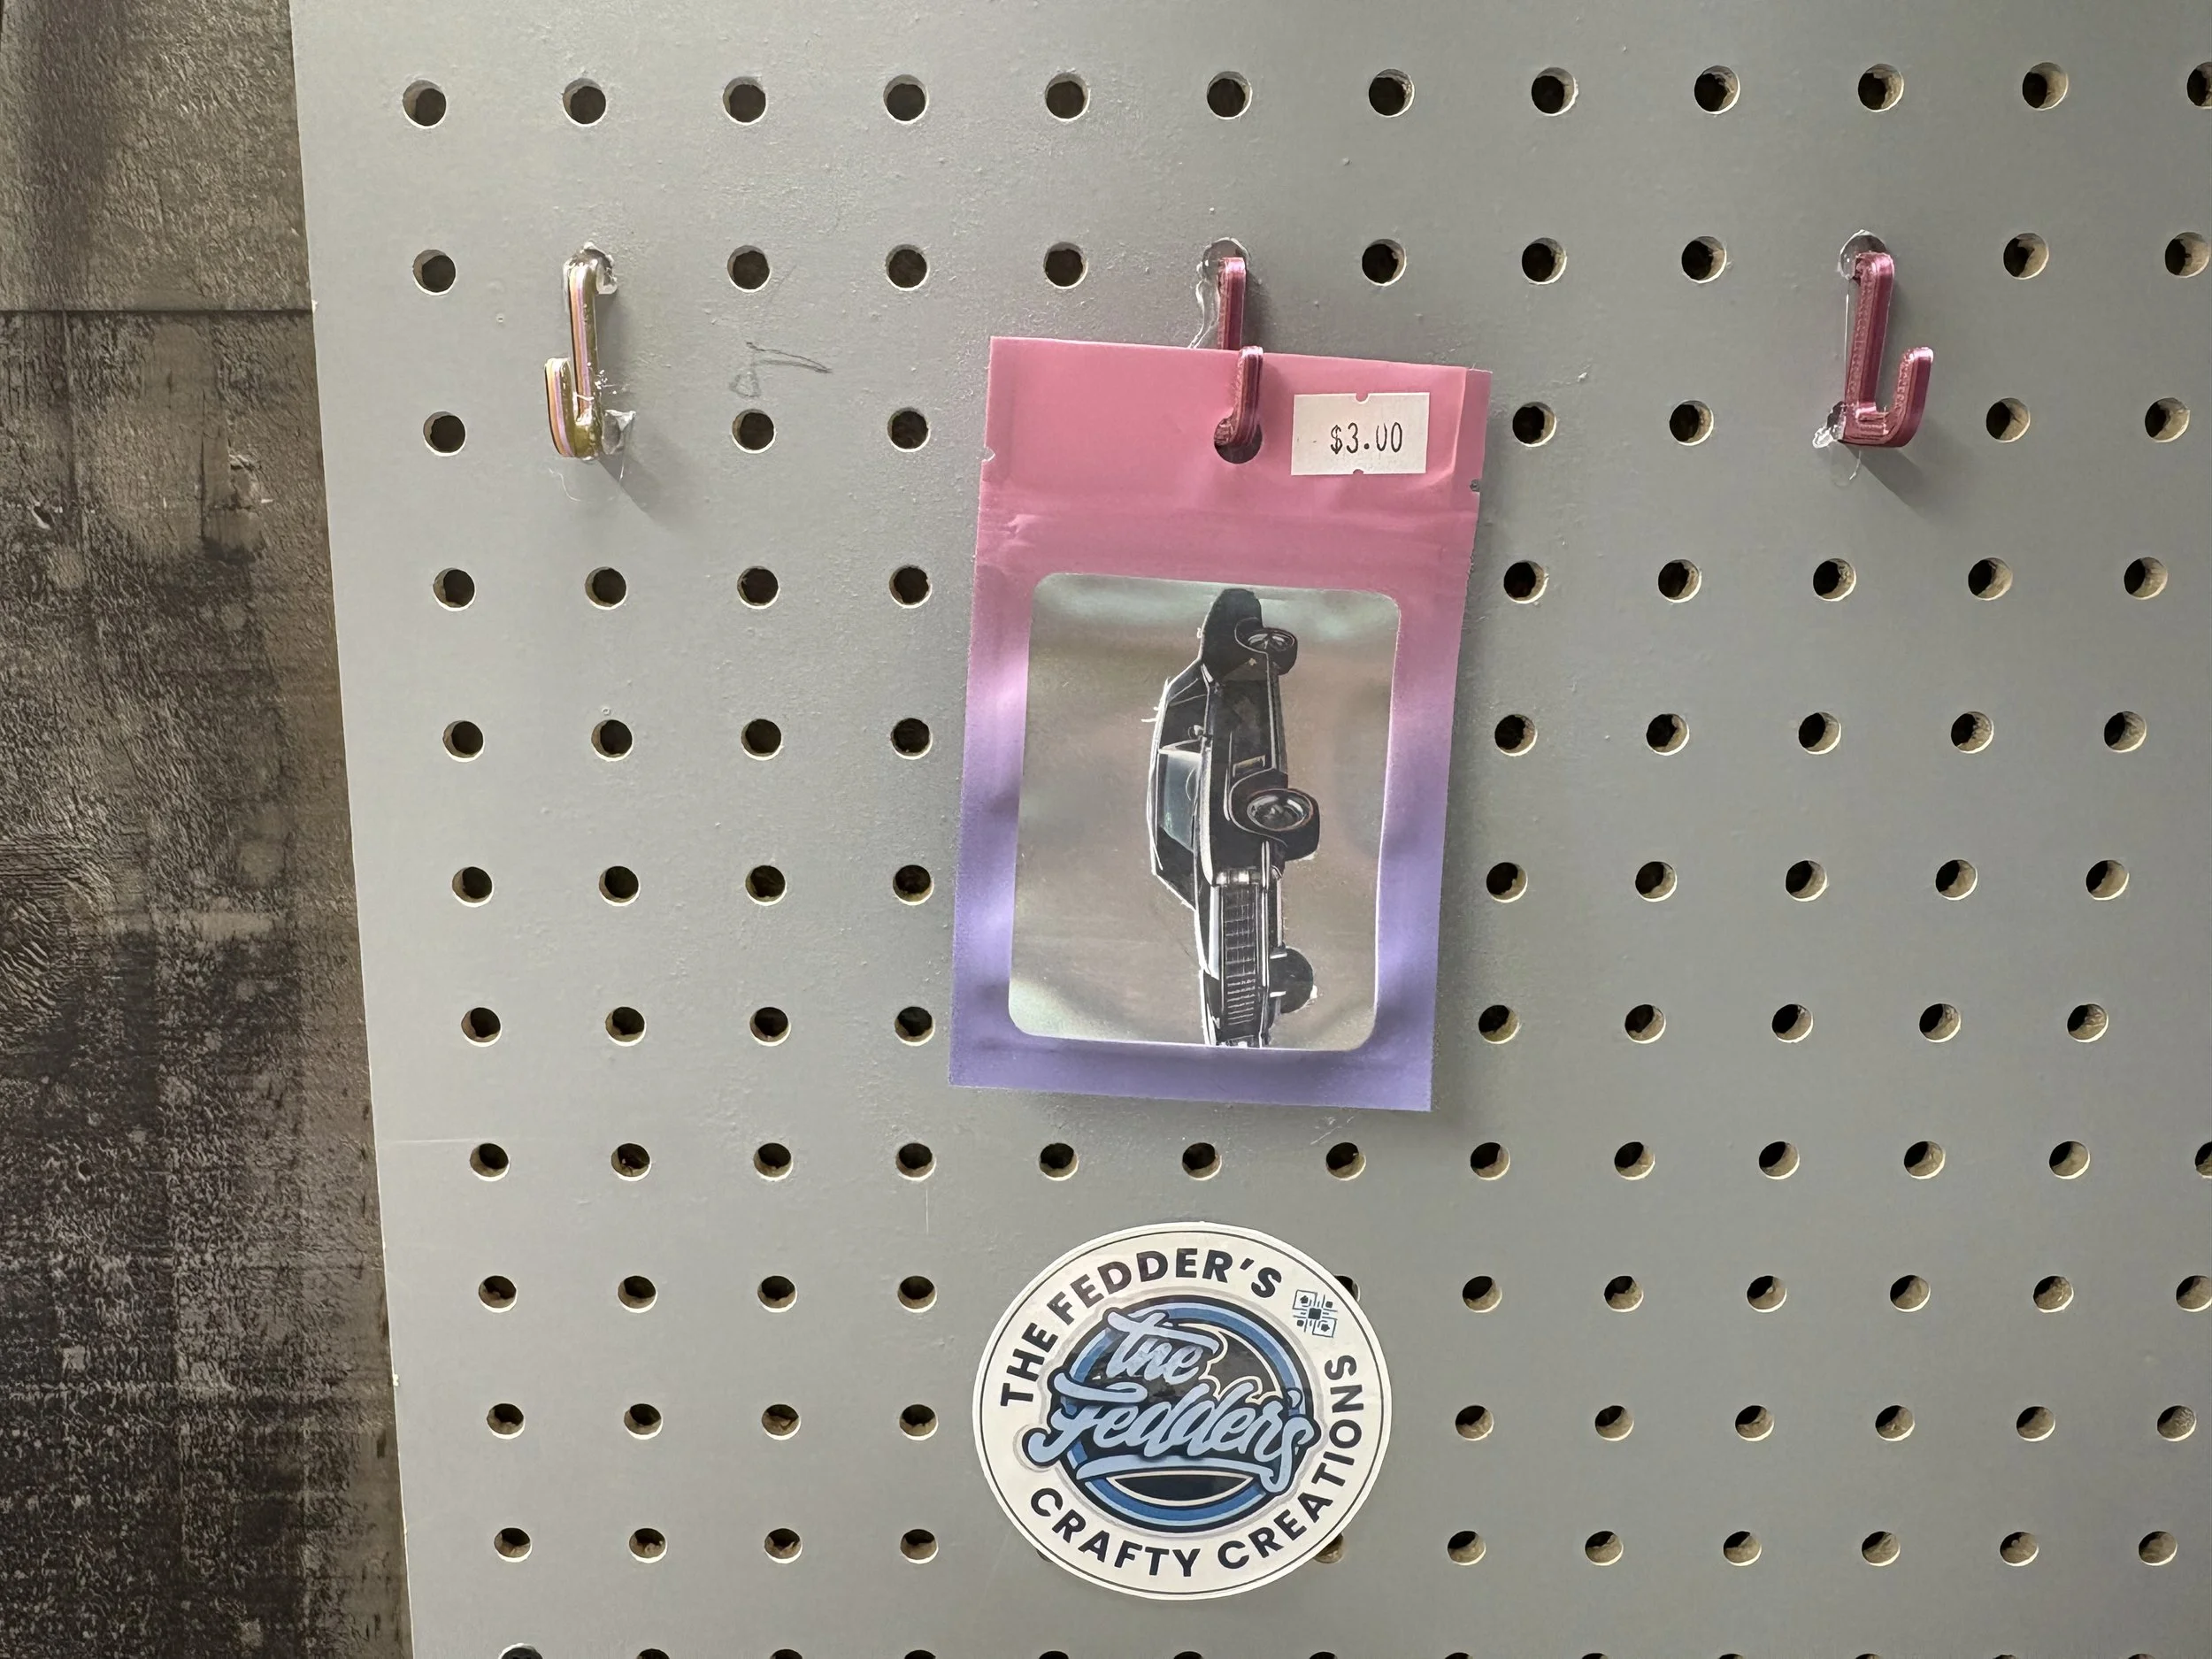 $3.00
THE FEDDER'S
the
Fedder's
CRAFTY CREATIONS